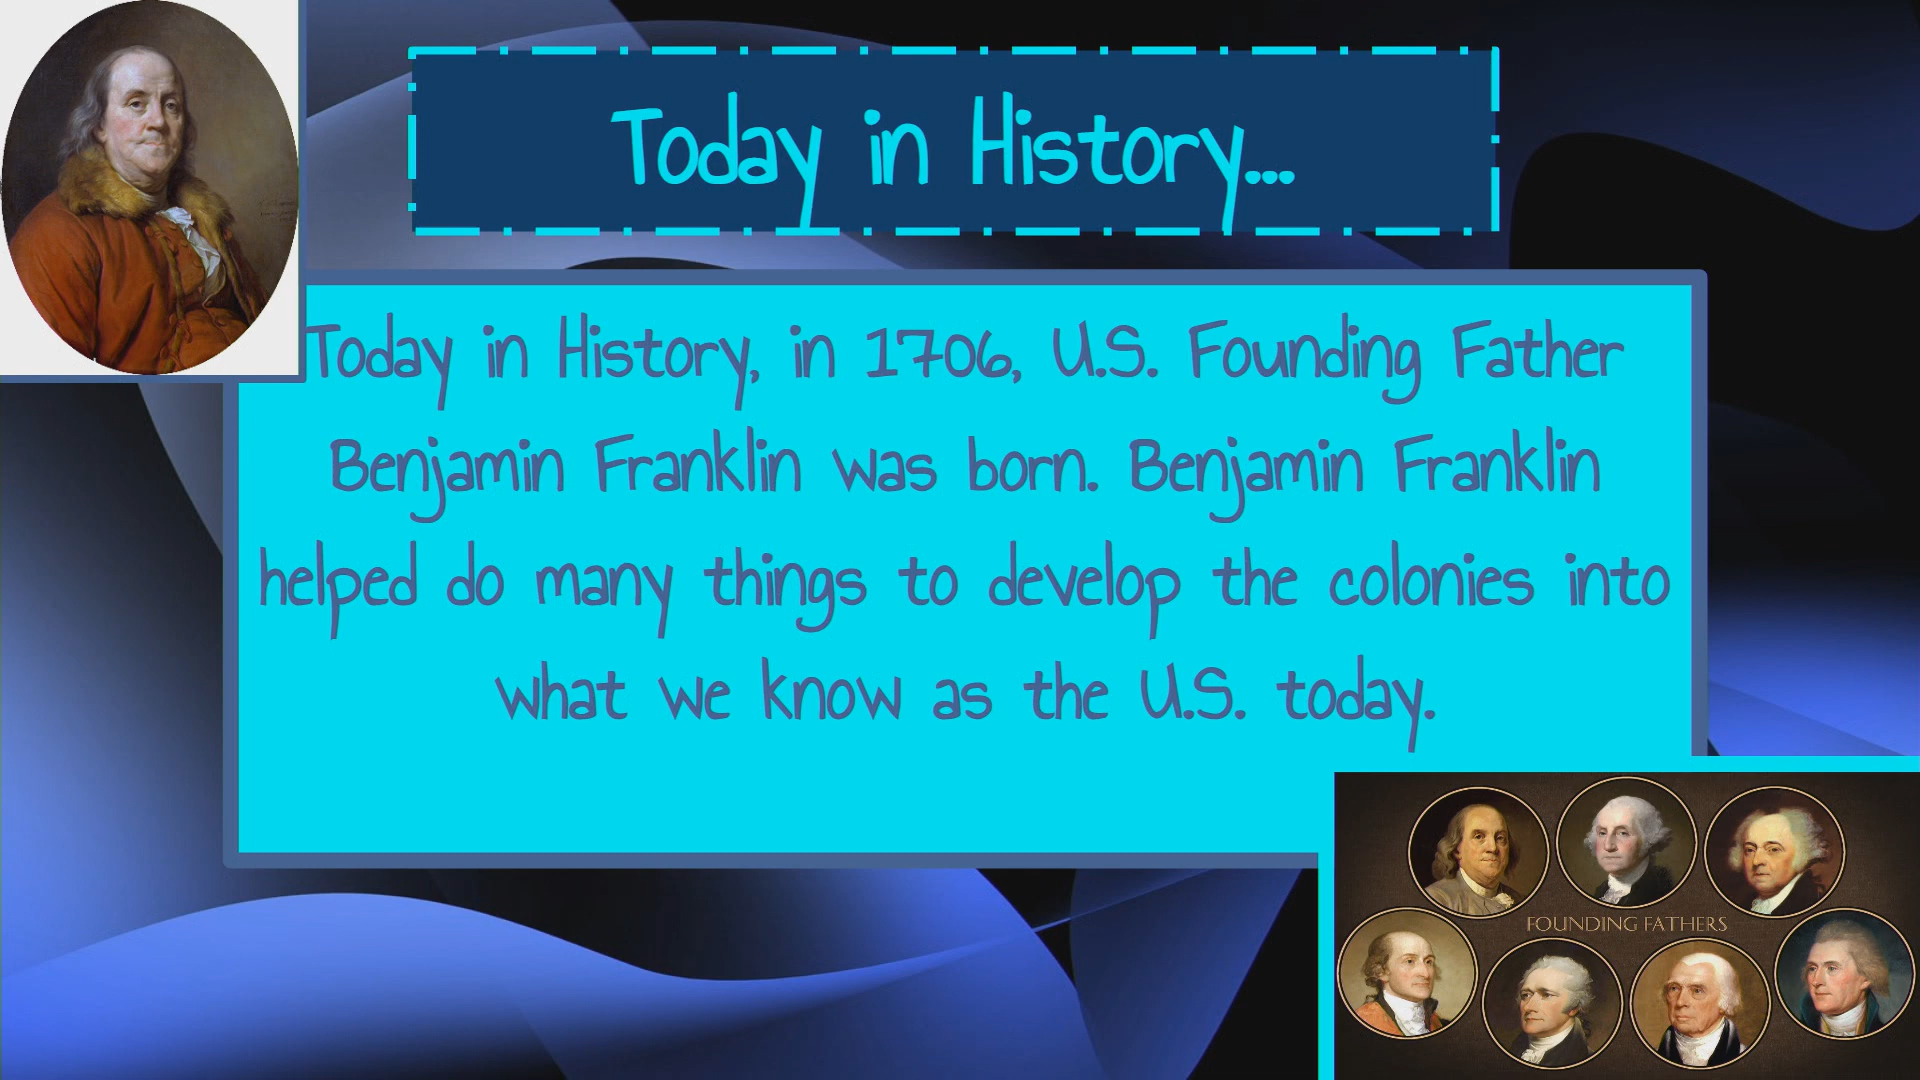 Today in History...
Today in History, in 1706, U.S. Founding Father
Benjamin Franklin was born. Benjamin Franklin
helped do many things to develop the colonies into
what we know as the U.S. today.
FOUNDING FATHERS